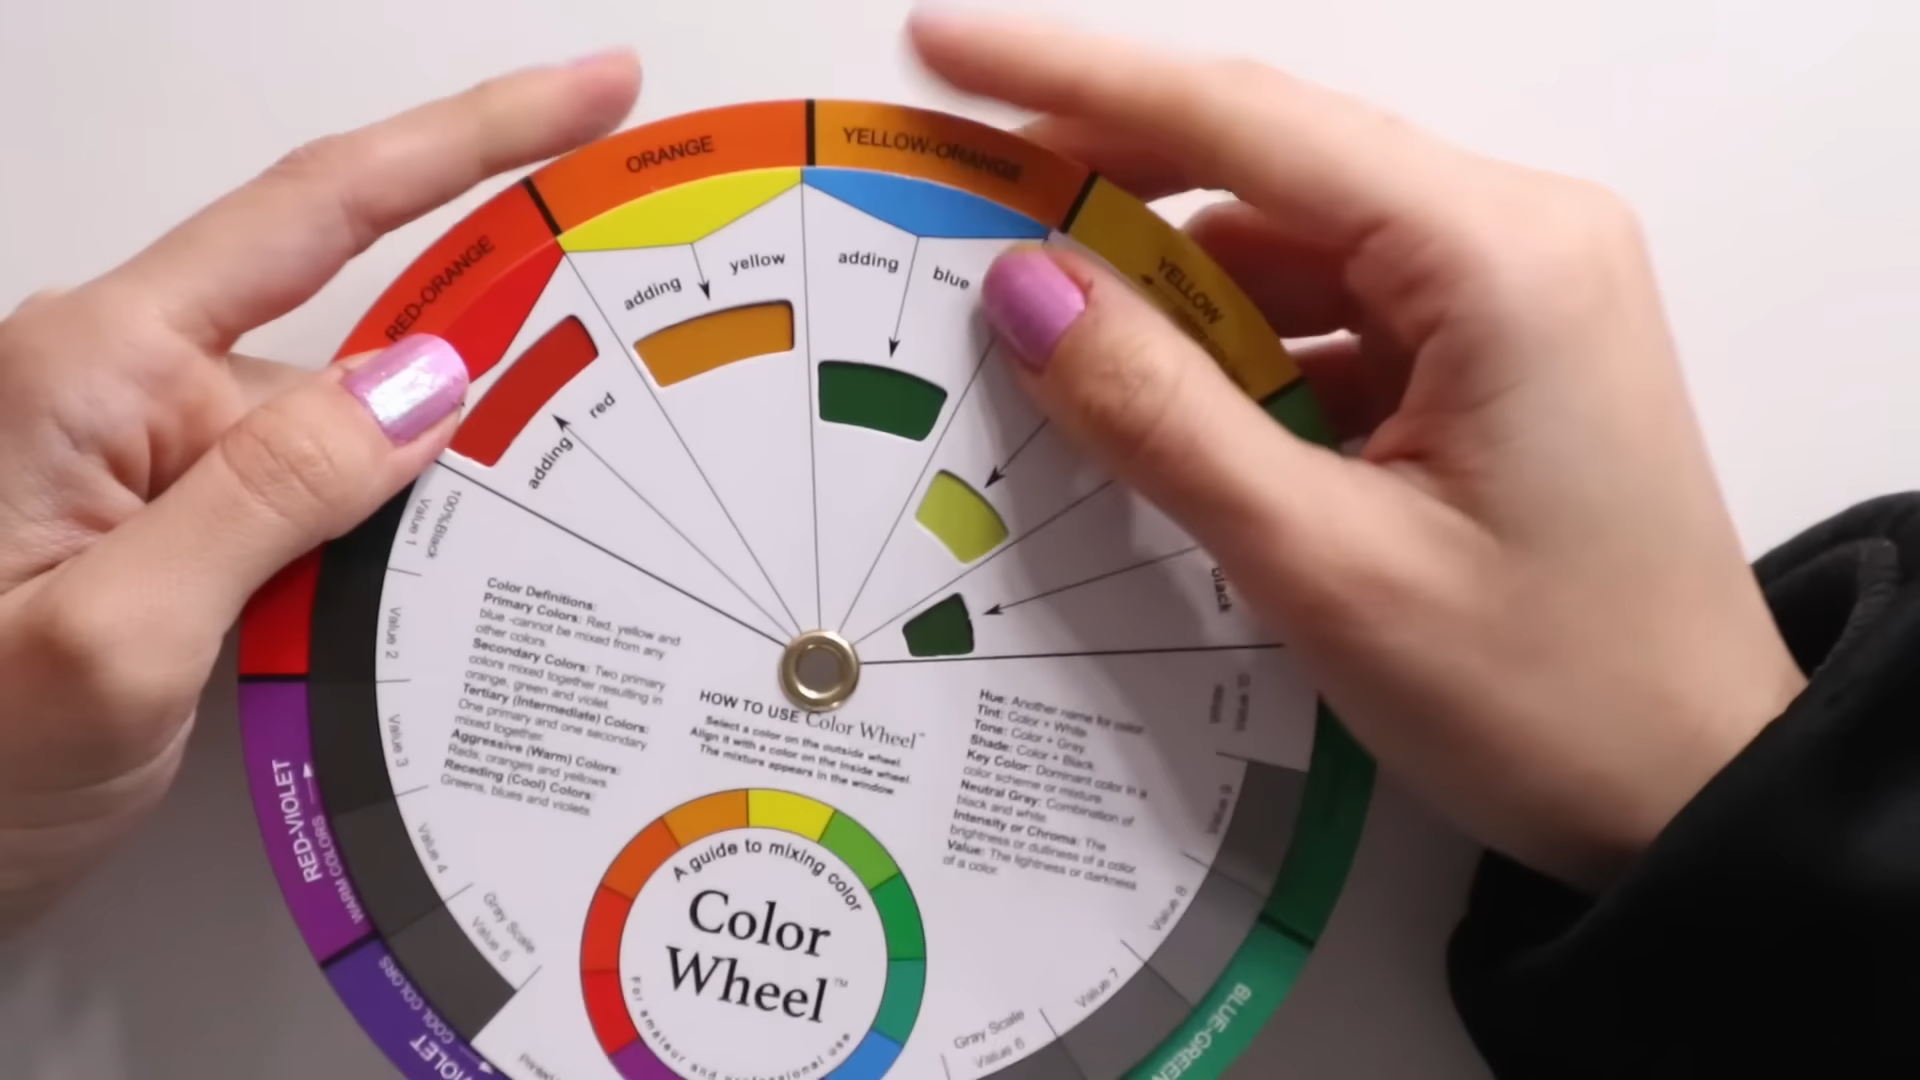 ORANGE
YELLOW-ORANGE
RED-ORANGE
YELLOW
adding yellow
adding blue
adding red
black
100%Black
Value 1
Value 2
Value 3
Value 4
Gray Scale
Value 5
Color Definitions:
Primary Colors: Red, yellow and
blue -cannot be mixed from any
other colors.
Secondary Colors: Two primary
colors mixed together resulting in
orange, green and violet.
Tertiary (Intermediate) Colors:
One primary and one secondary
mixed together.
Aggressive (Warm) Colors:
Reds, oranges and yellows.
Receding (Cool) Colors:
Greens, blues and violets.
HOW TO USE Color Wheel™
Select a color on the outside wheel.
Align it with a color on the inside wheel.
The mixture appears in the window
Hue: Another name for color.
Tint: Color + White
Tone: Color + Gray.
Shade: Color + Black.
Key Color: Dominant color in a
color scheme or mixture.
Neutral Gray: Combination of
black and white.
Intensity or Chroma: The
brightness or dullness of a color
Value: The lightness or darkness
of a color.
White
Value 9
Value 8
Value 7
Gray Scale
Value 6
A guide to mixing color
Color
Wheel™
For amateur and professional use
RED-VIOLET
WARM COLORS
COOL COLORS
VIOLET
BLUE-GREEN